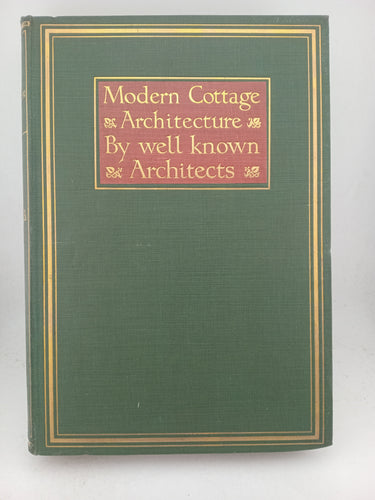 Modern Cottage
Architecture
By well known
Architects